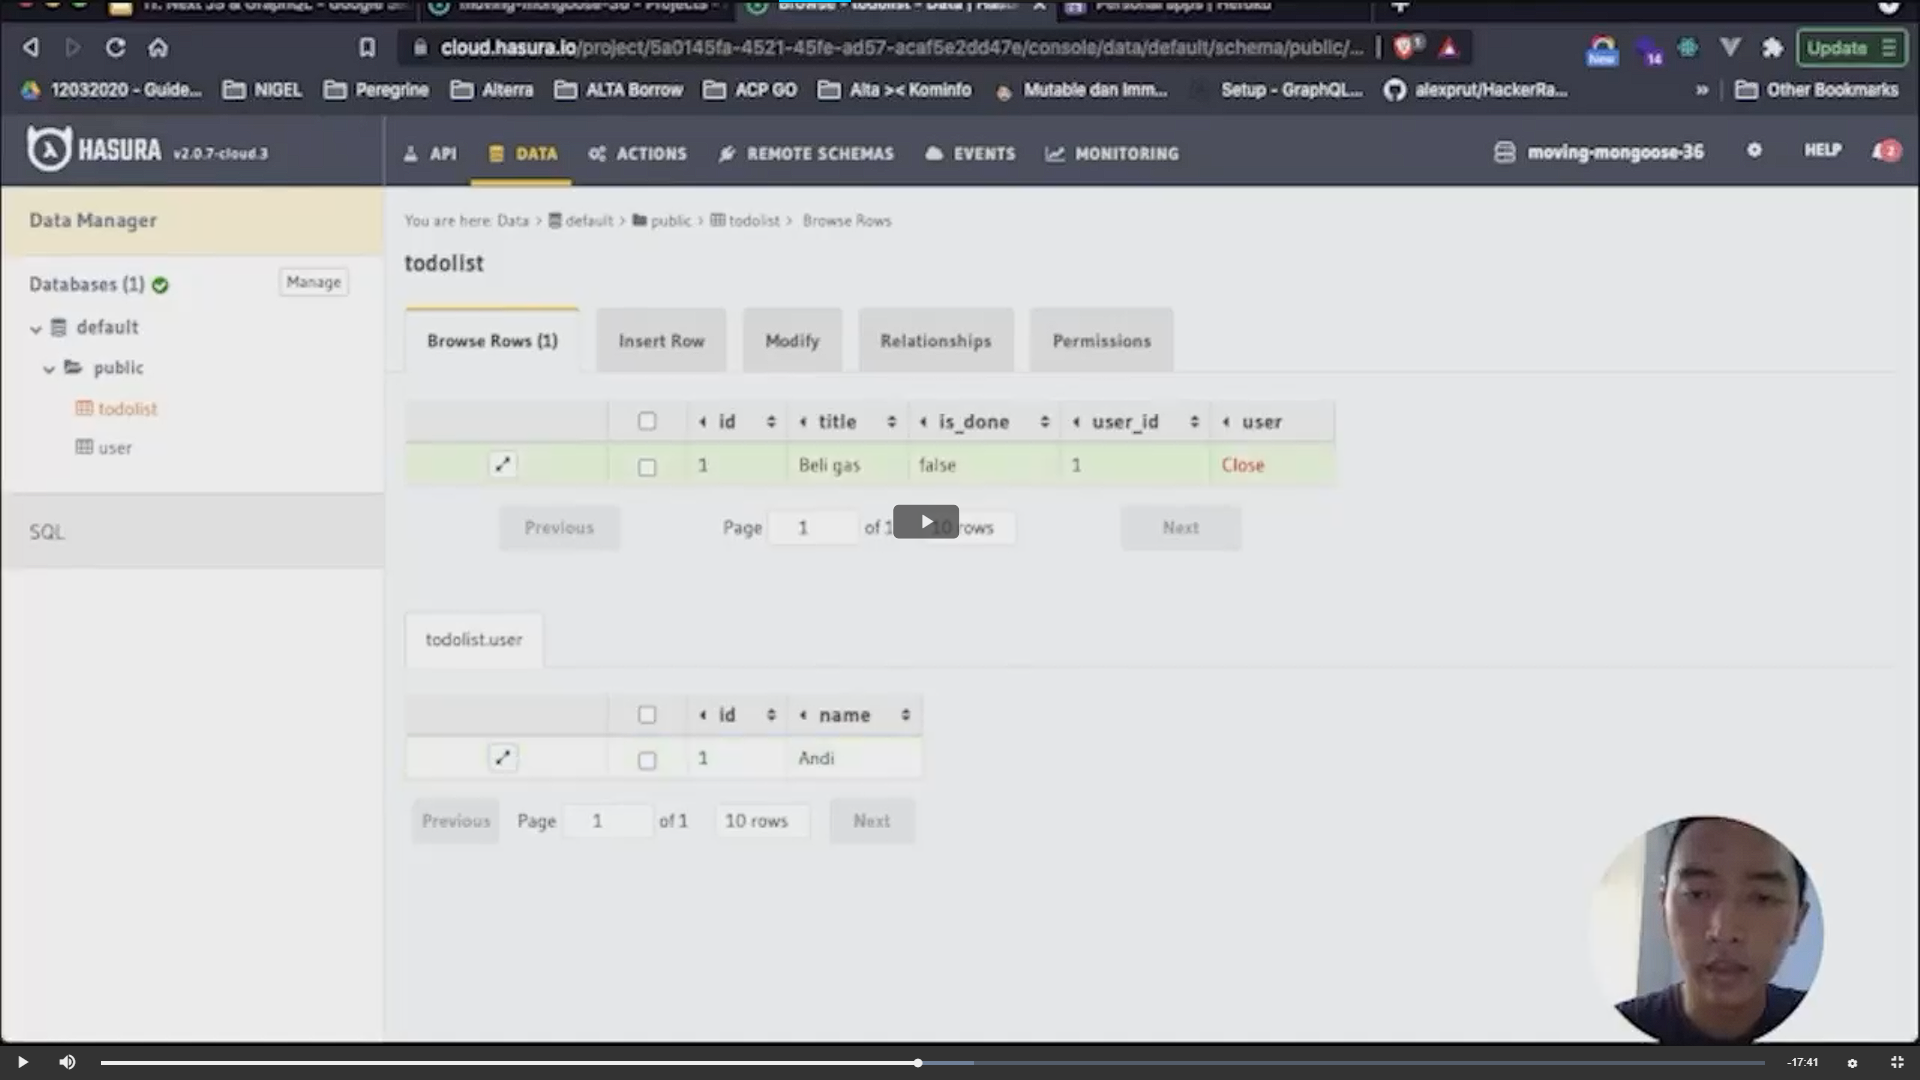 11. Next JS & GraphQL - Google Sl
moving-mongoose-36 - Projects -
Browse - todolist - Data | Hasu
Personal apps | Heroku
cloud.hasura.io/project/5a0145fa-4521-45fe-ad57-acaf5e2dd47e/console/data/default/schema/public/...
1
New
14
Update
12032020 - Guide...
NIGEL
Peregrine
Alterra
ALTA Borrow
ACP GO
Alta >< Kominfo
Mutable dan Imm...
Setup - GraphQL...
alexprut/HackerRa...
»
Other Bookmarks
HASURA
v2.0.7-cloud.3
API
DATA
ACTIONS
REMOTE SCHEMAS
EVENTS
MONITORING
moving-mongoose-36
HELP
2
Data Manager
Databases (1)
Manage
default
public
todolist
user
SQL
You are here: Data > default > public > todolist > Browse Rows
todolist
Browse Rows (1)
Insert Row
Modify
Relationships
Permissions
id title is_done user_id user
1 Beli gas false 1 Close
Previous Page 1 of 1 10 rows Next
todolist.user
id name
1 Andi
Previous Page 1 of 1 10 rows Next
-17:41